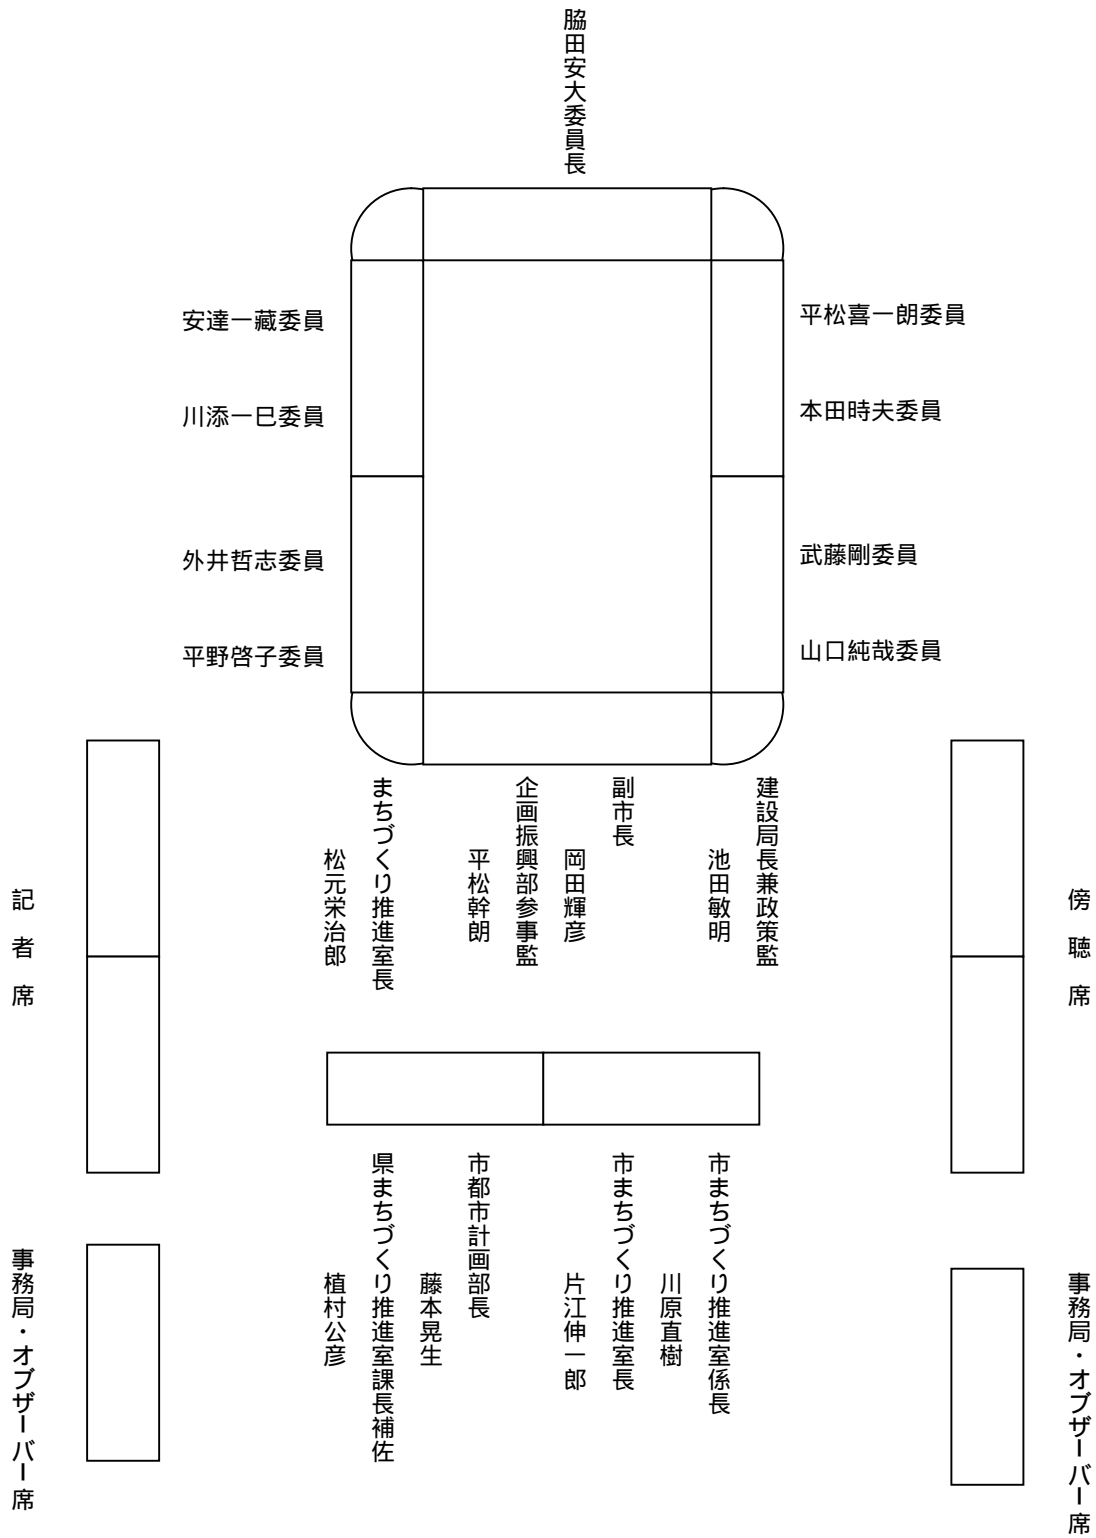 脇田安大委員長
安達一藏委員
川添一巳委員
外井哲志委員
平野啓子委員
平松喜一朗委員
本田時夫委員
武藤剛委員
山口純哉委員
建設局長兼政策監
池田敏明
副市長
岡田輝彦
企画振興部参事監
平松幹朗
まちづくり推進室長
松元栄治郎
市まちづくり推進室係長
川原直樹
市まちづくり推進室長
片江伸一郎
市都市計画部長
藤本晃生
県まちづくり推進室課長補佐
植村公彦
傍聴席
記者席
事務局・オブザーバー席
事務局・オブザーバー席